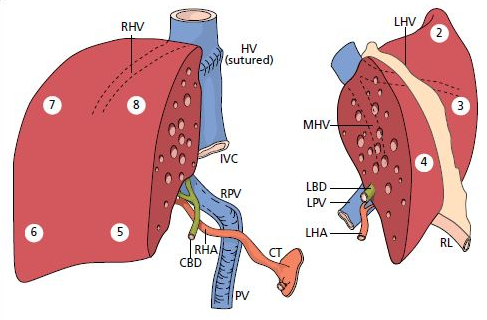 RHV
HV
(sutured)
7
8
IVC
RPV
6
5
RHA
CBD
CT
PV
LHV
2
3
MHV
4
LBD
LPV
LHA
RL